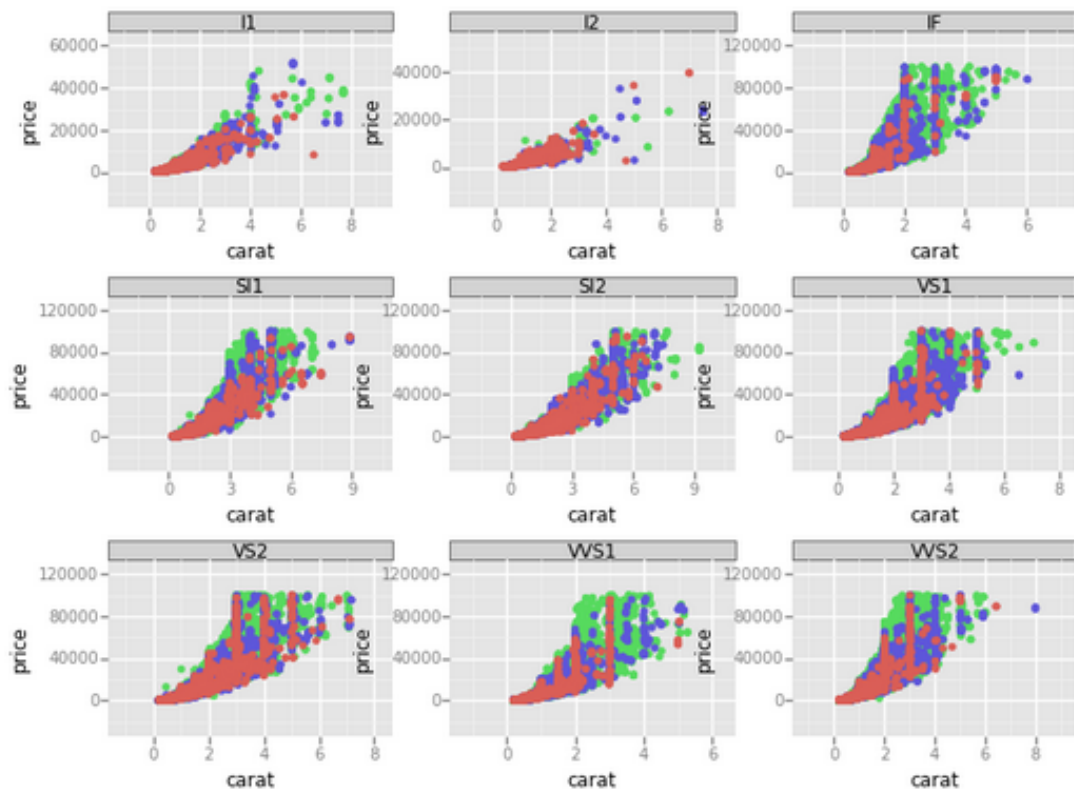 I1 I2 IF
60000 120000
40000 40000 80000
20000 20000 40000
0 0 0
price price price
0 2 4 6 8 0 2 4 6 8 0 2 4 6
carat carat carat
SI1 SI2 VS1
120000 120000 120000
80000 80000 80000
40000 40000 40000
0 0 0
price price price
0 3 6 9 0 3 6 9 0 2 4 6 8
carat carat carat
VS2 VVS1 VVS2
120000 120000 120000
80000 80000 80000
40000 40000 40000
0 0 0
price price price
0 2 4 6 8 0 2 4 6 0 2 4 6 8
carat carat carat